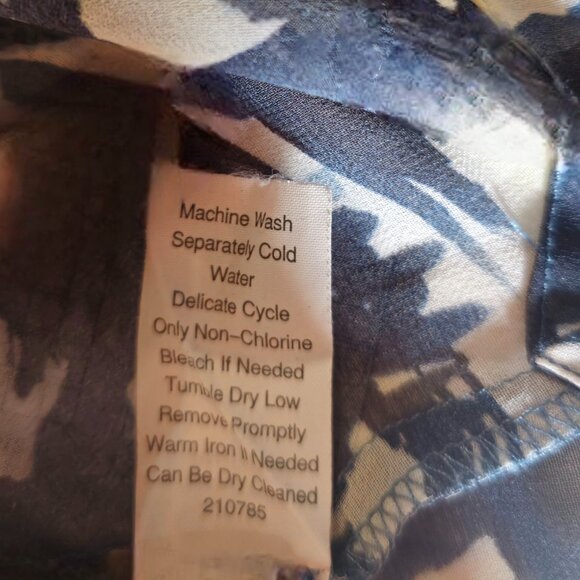 Machine Wash
Separately Cold
Water
Delicate Cycle
Only Non-Chlorine
Bleach If Needed
Tumble Dry Low
Remove Promptly
Warm Iron If Needed
Can Be Dry Cleaned
210785